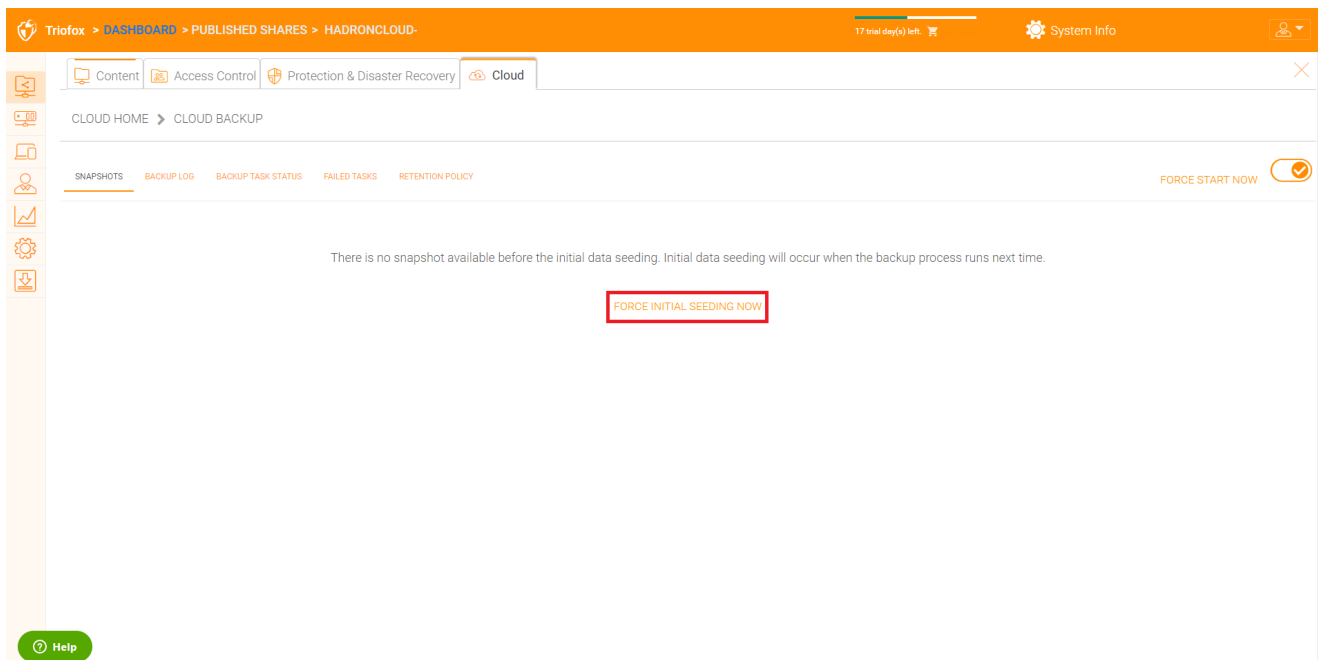 Triofox > DASHBOARD > PUBLISHED SHARES > HADRONCLOUD-
17 trial day(s) left.
System Info
Content
Access Control
Protection & Disaster Recovery
Cloud
CLOUD HOME > CLOUD BACKUP
SNAPSHOTS
BACKUP LOG
BACKUP TASK STATUS
FAILED TASKS
RETENTION POLICY
FORCE START NOW
There is no snapshot available before the initial data seeding. Initial data seeding will occur when the backup process runs next time.
FORCE INITIAL SEEDING NOW
Help